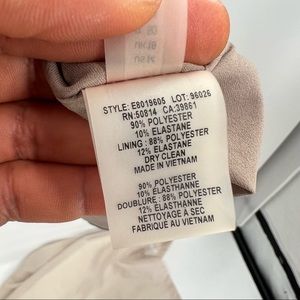 STYLE: E8019605 LOT: 96026
RN:50814 CA:39861
90% POLYESTER
10% ELASTANE
LINING : 88% POLYESTER
12% ELASTANE
DRY CLEAN
MADE IN VIETNAM
90% POLYESTER
10% ELASTHANNE
DOUBLURE : 88% POLYESTER
12% ELASTHANNE
NETTOYAGE A SEC
FABRIQUE AU VIETNAM